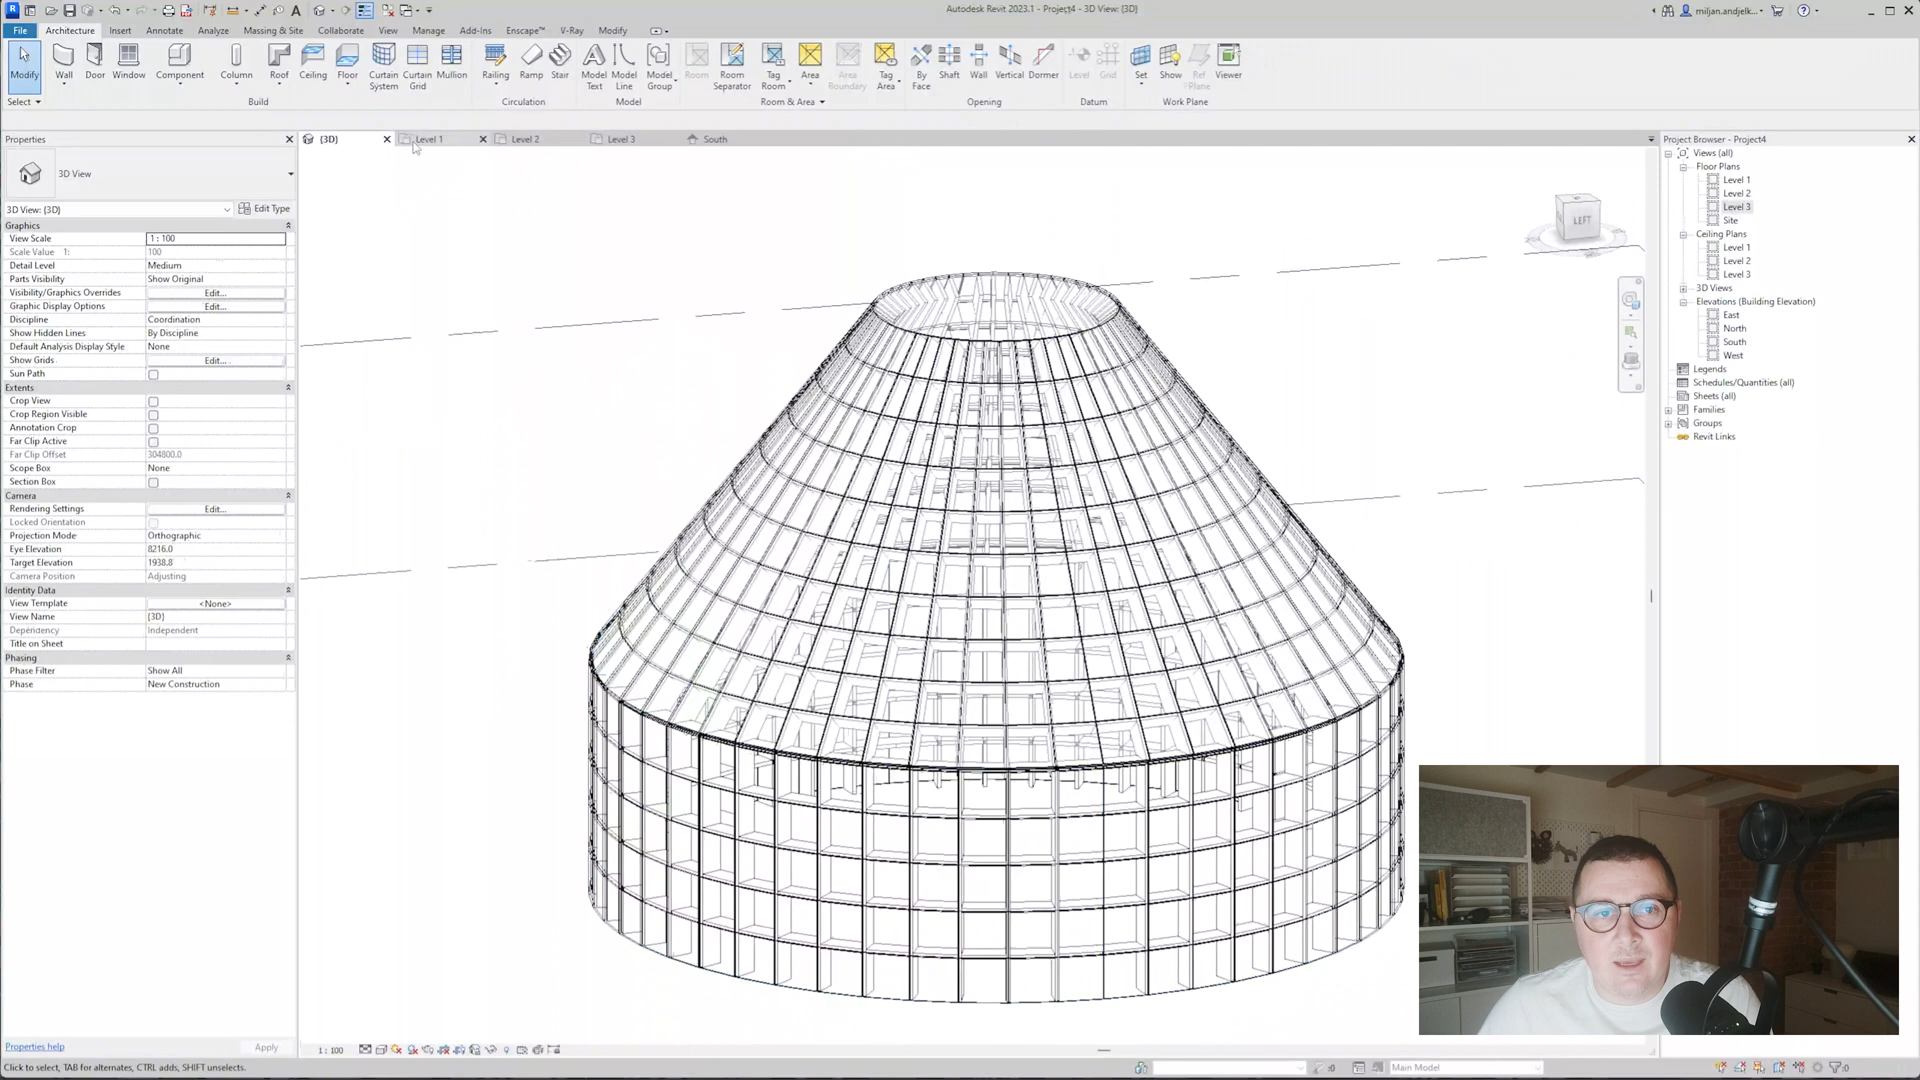 Autodesk Revit 2023.1 - Project4 - 3D View: {3D}
miljan.andjelk...
File Architecture Insert Annotate Analyze Massing & Site Collaborate View Manage Add-Ins Enscape™ V-Ray Modify
Modify Wall Door Window Component Column Roof Ceiling Floor Curtain System Curtain Grid Mullion Railing Ramp Stair Model Text Model Line Model Group Room Room Separator Tag Room Area Area Boundary Tag Area By Face Shaft Wall Vertical Dormer Level Grid Set Show Ref Plane Viewer
Select Build Circulation Model Room & Area Opening Datum Work Plane
Properties
{3D} Level 1 Level 2 Level 3 South
Project Browser - Project4
3D View
3D View: {3D} Edit Type
Graphics
View Scale 1 : 100
Scale Value 1: 100
Detail Level Medium
Parts Visibility Show Original
Visibility/Graphics Overrides Edit...
Graphic Display Options Edit...
Discipline Coordination
Show Hidden Lines By Discipline
Default Analysis Display Style None
Show Grids Edit...
Sun Path
Extents
Crop View
Crop Region Visible
Annotation Crop
Far Clip Active
Far Clip Offset 304800.0
Scope Box None
Section Box
Camera
Rendering Settings Edit...
Locked Orientation
Projection Mode Orthographic
Eye Elevation 8216.0
Target Elevation 1938.8
Camera Position Adjusting
Identity Data
View Template <None>
View Name {3D}
Dependency Independent
Title on Sheet
Phasing
Phase Filter Show All
Phase New Construction
LEFT
Views (all)
Floor Plans
Level 1
Level 2
Level 3
Site
Ceiling Plans
Level 1
Level 2
Level 3
3D Views
Elevations (Building Elevation)
East
North
South
West
Legends
Schedules/Quantities (all)
Sheets (all)
Families
Groups
Revit Links
Properties help Apply
1 : 100
Click to select, TAB for alternates, CTRL adds, SHIFT unselects.
:0
Main Model
:0